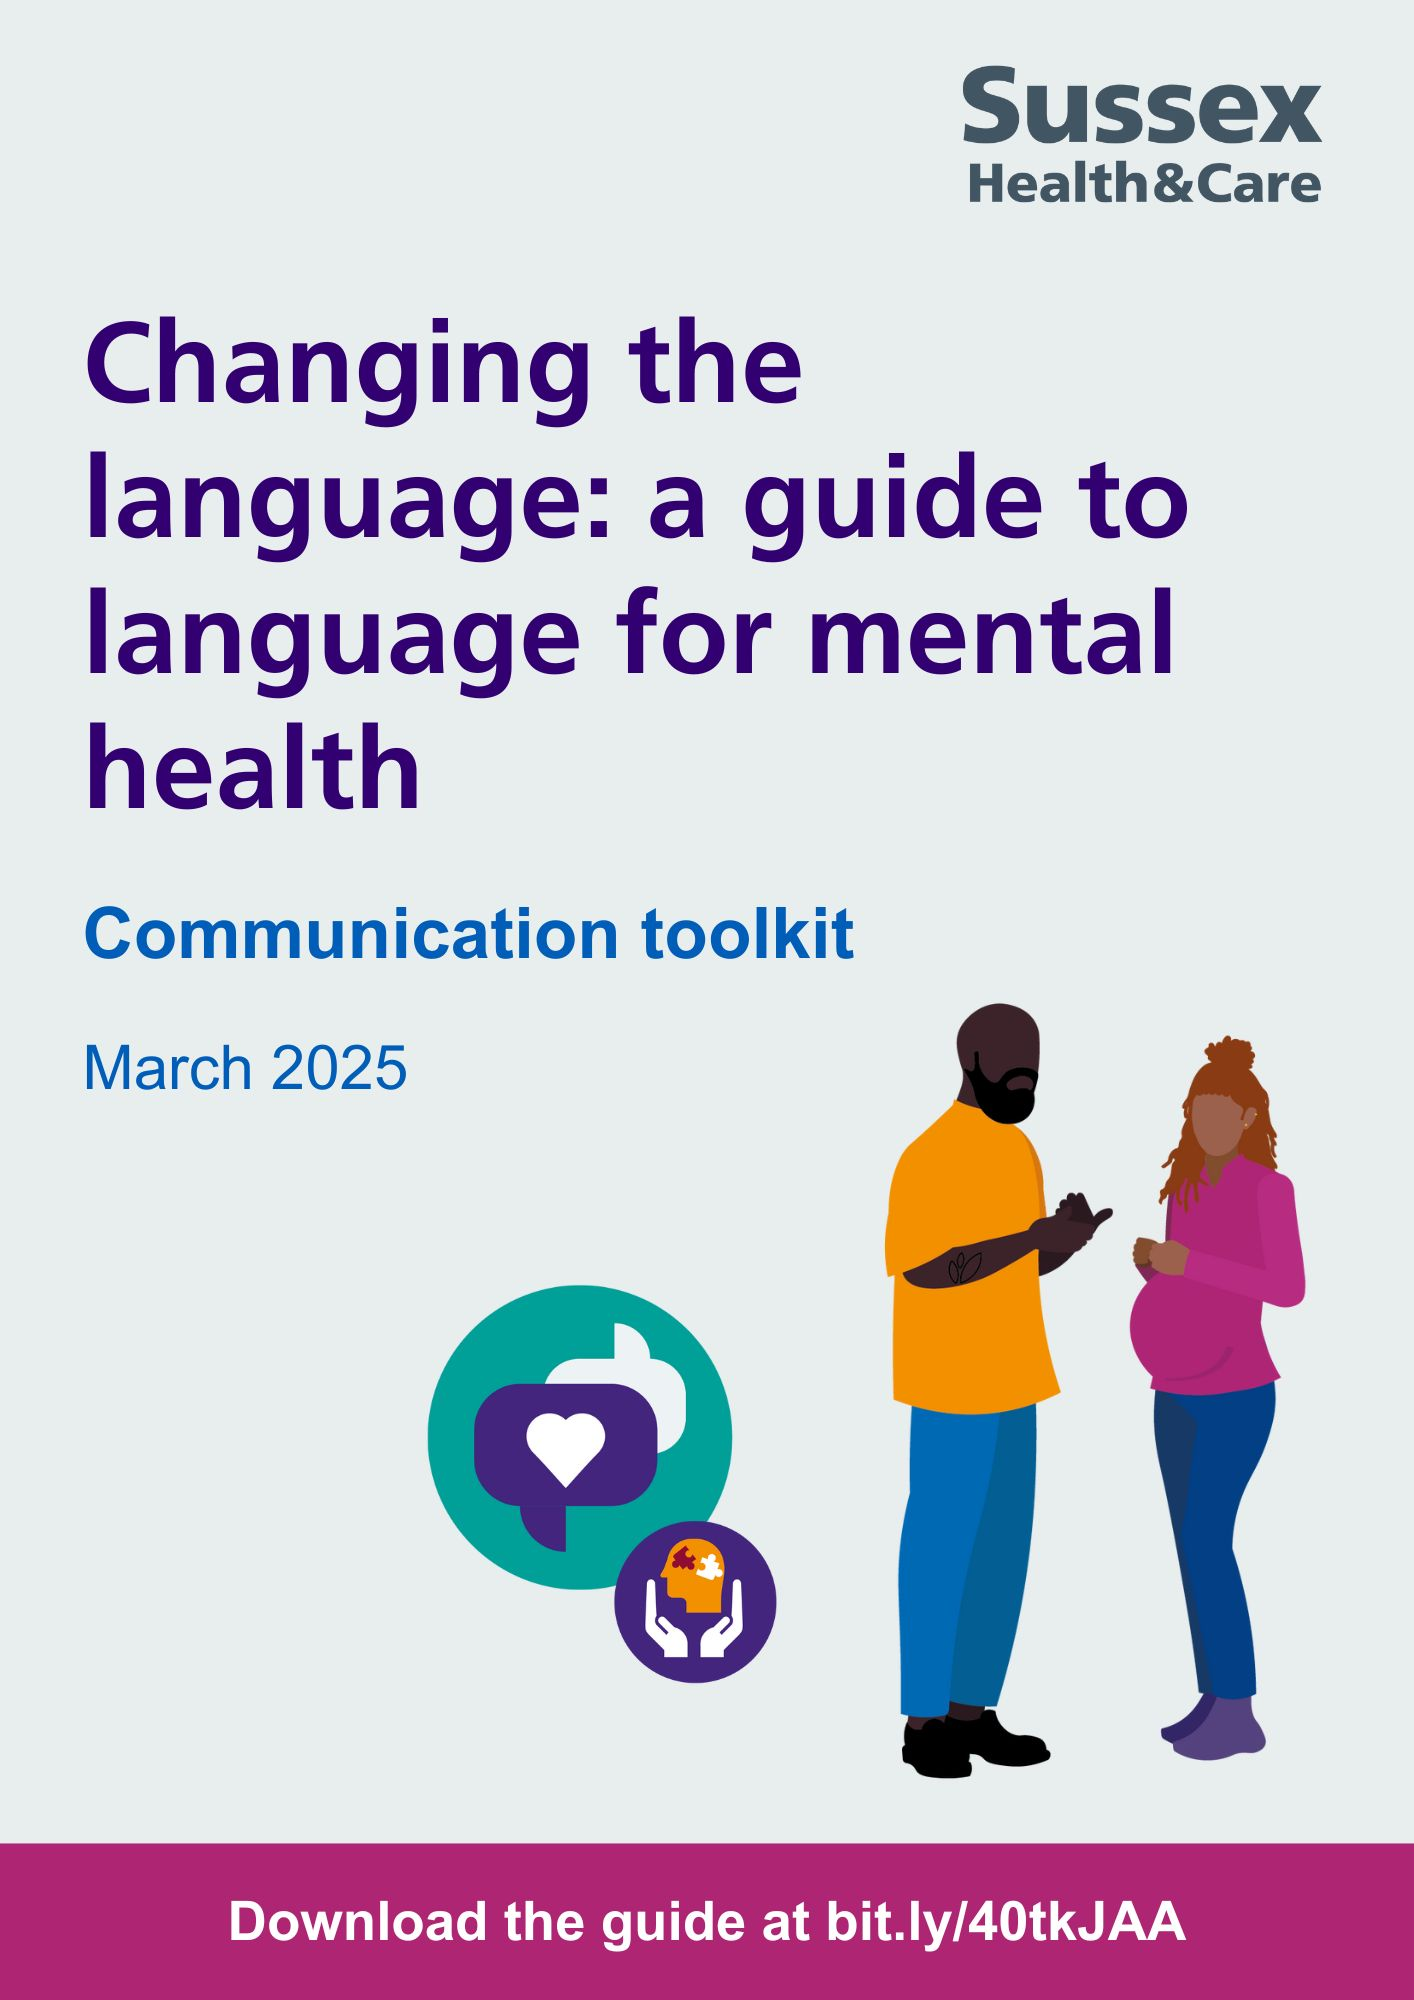 Sussex
Health&Care
Changing the
language: a guide to
language for mental
health
Communication toolkit
March 2025
Download the guide at bit.ly/40tkJAA